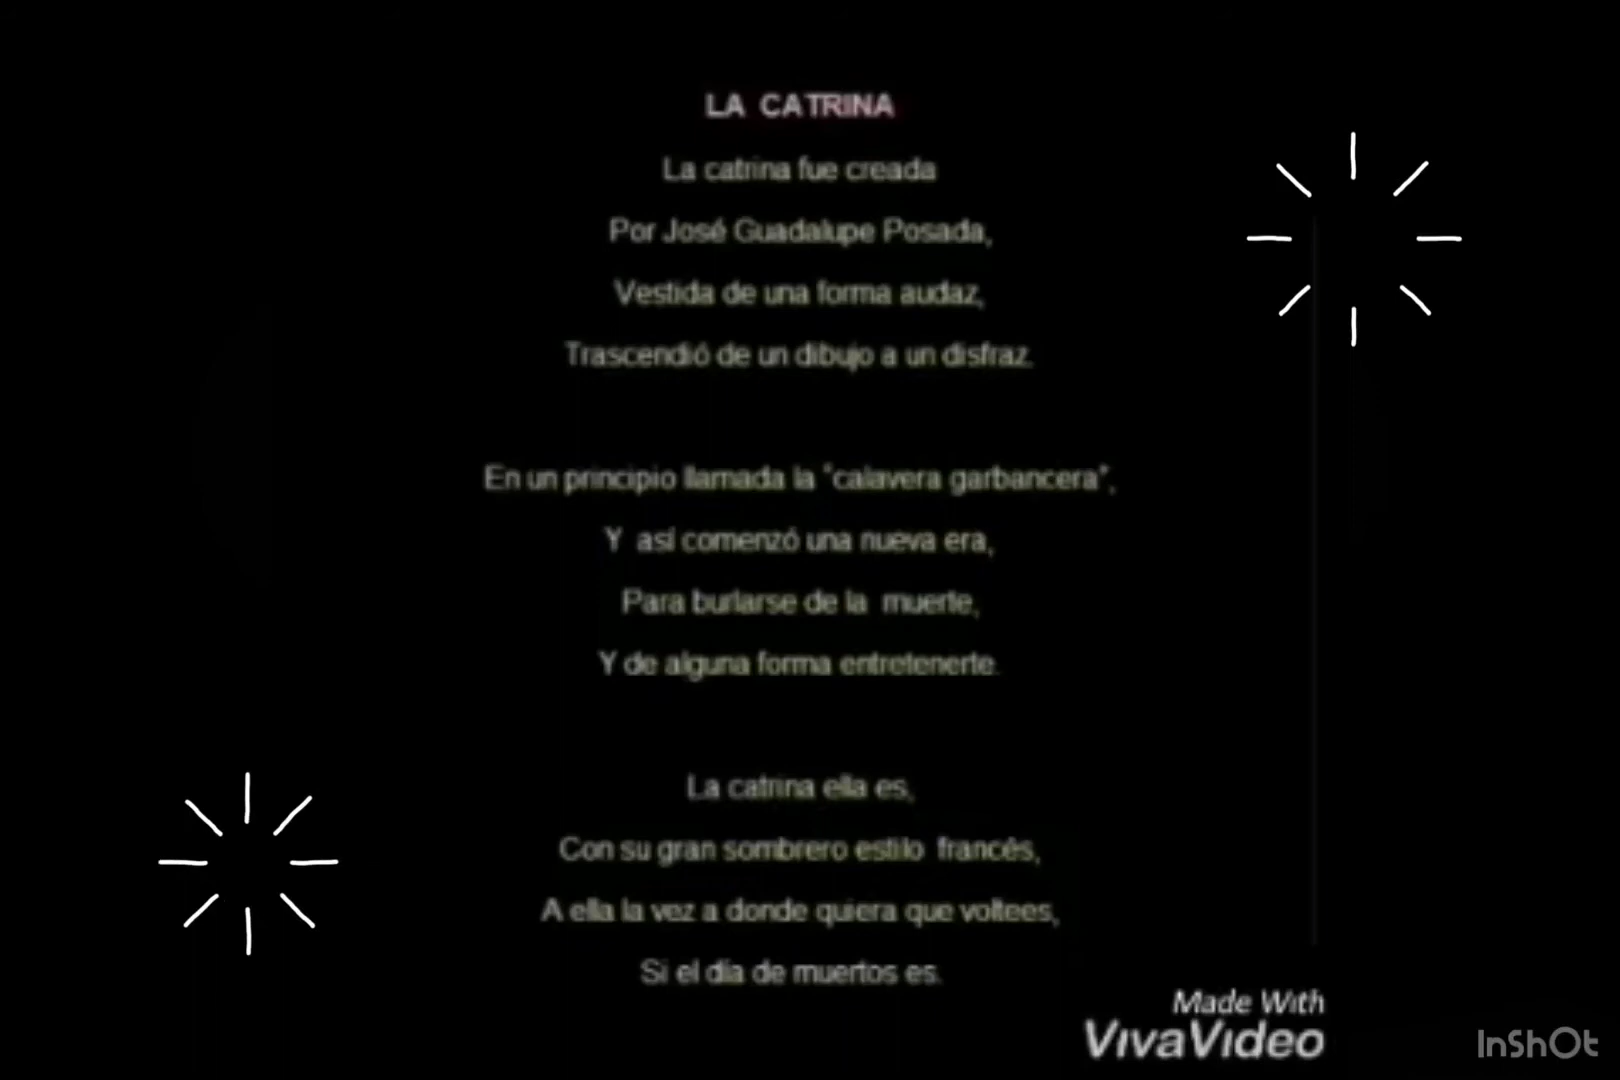 LA CATRINA
La catrina fue creada
Por José Guadalupe Posada,
Vestida de una forma audaz,
Trascendió de un dibujo a un disfraz.
En un principio llamada la "calavera garbancera",
Y así comenzó una nueva era,
Para burlarse de la muerte,
Y de alguna forma entretenerte.
La catrina ella es,
Con su gran sombrero estilo francés,
A ella la vez a donde quiera que voltees,
Si el día de muertos es.
Made With
VivaVideo
InShOt